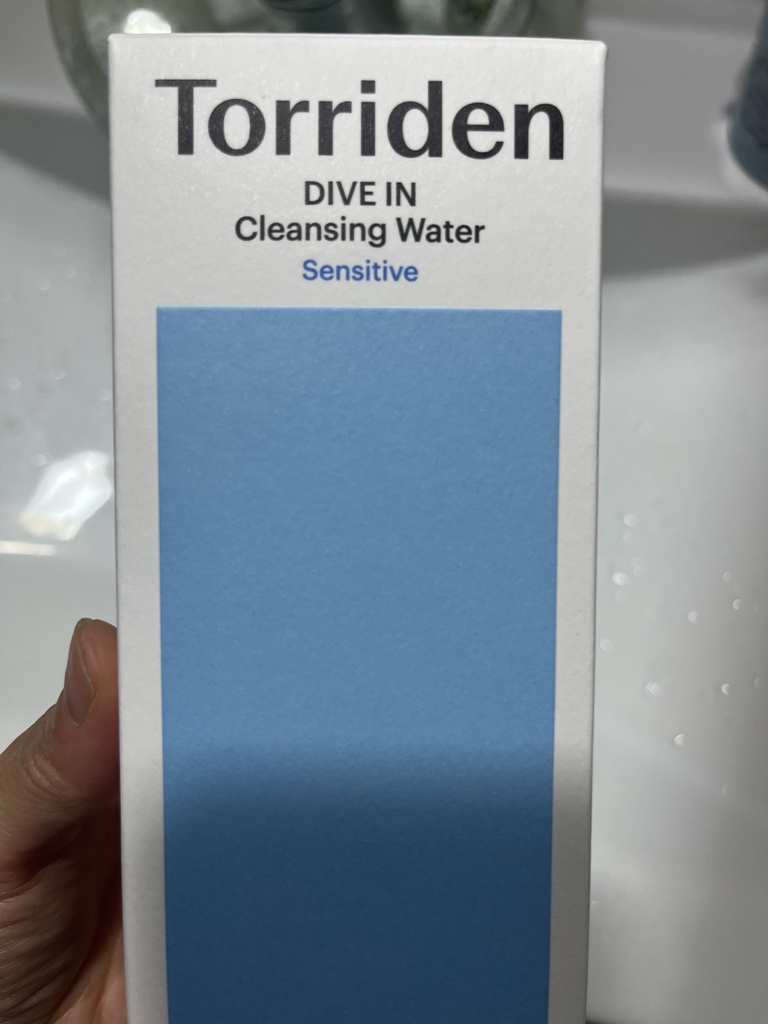 Torriden
DIVE IN
Cleansing Water
Sensitive